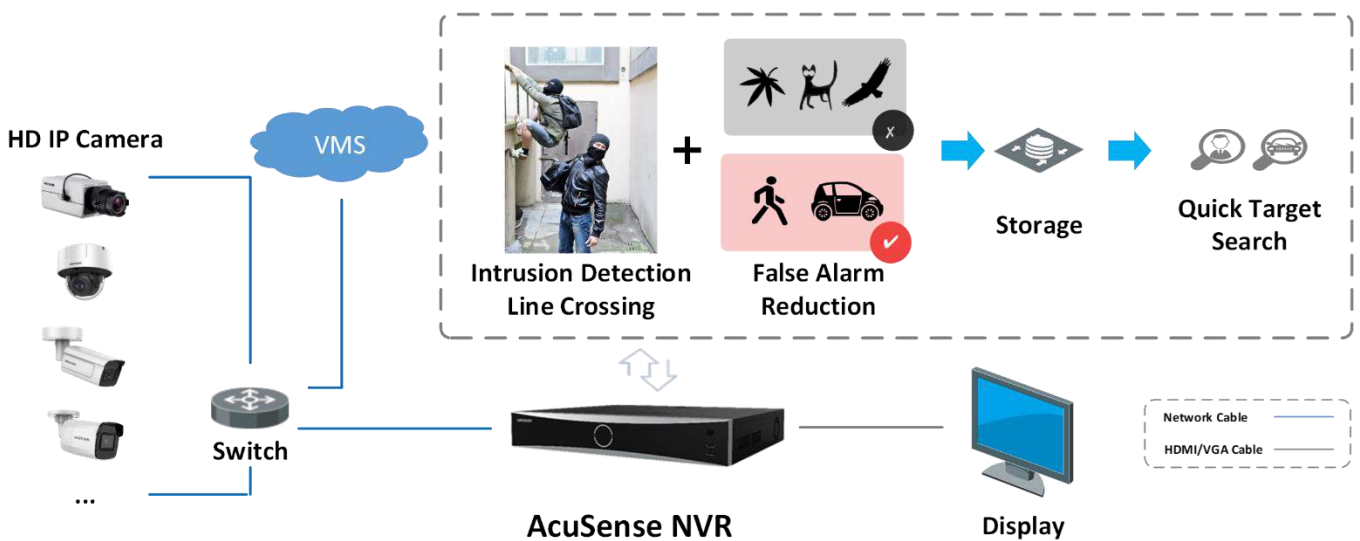 HD IP Camera
VMS
Intrusion Detection
Line Crossing
+
False Alarm
Reduction
Storage
Quick Target
Search
Switch
...
AcuSense NVR
Display
Network Cable
HDMI/VGA Cable